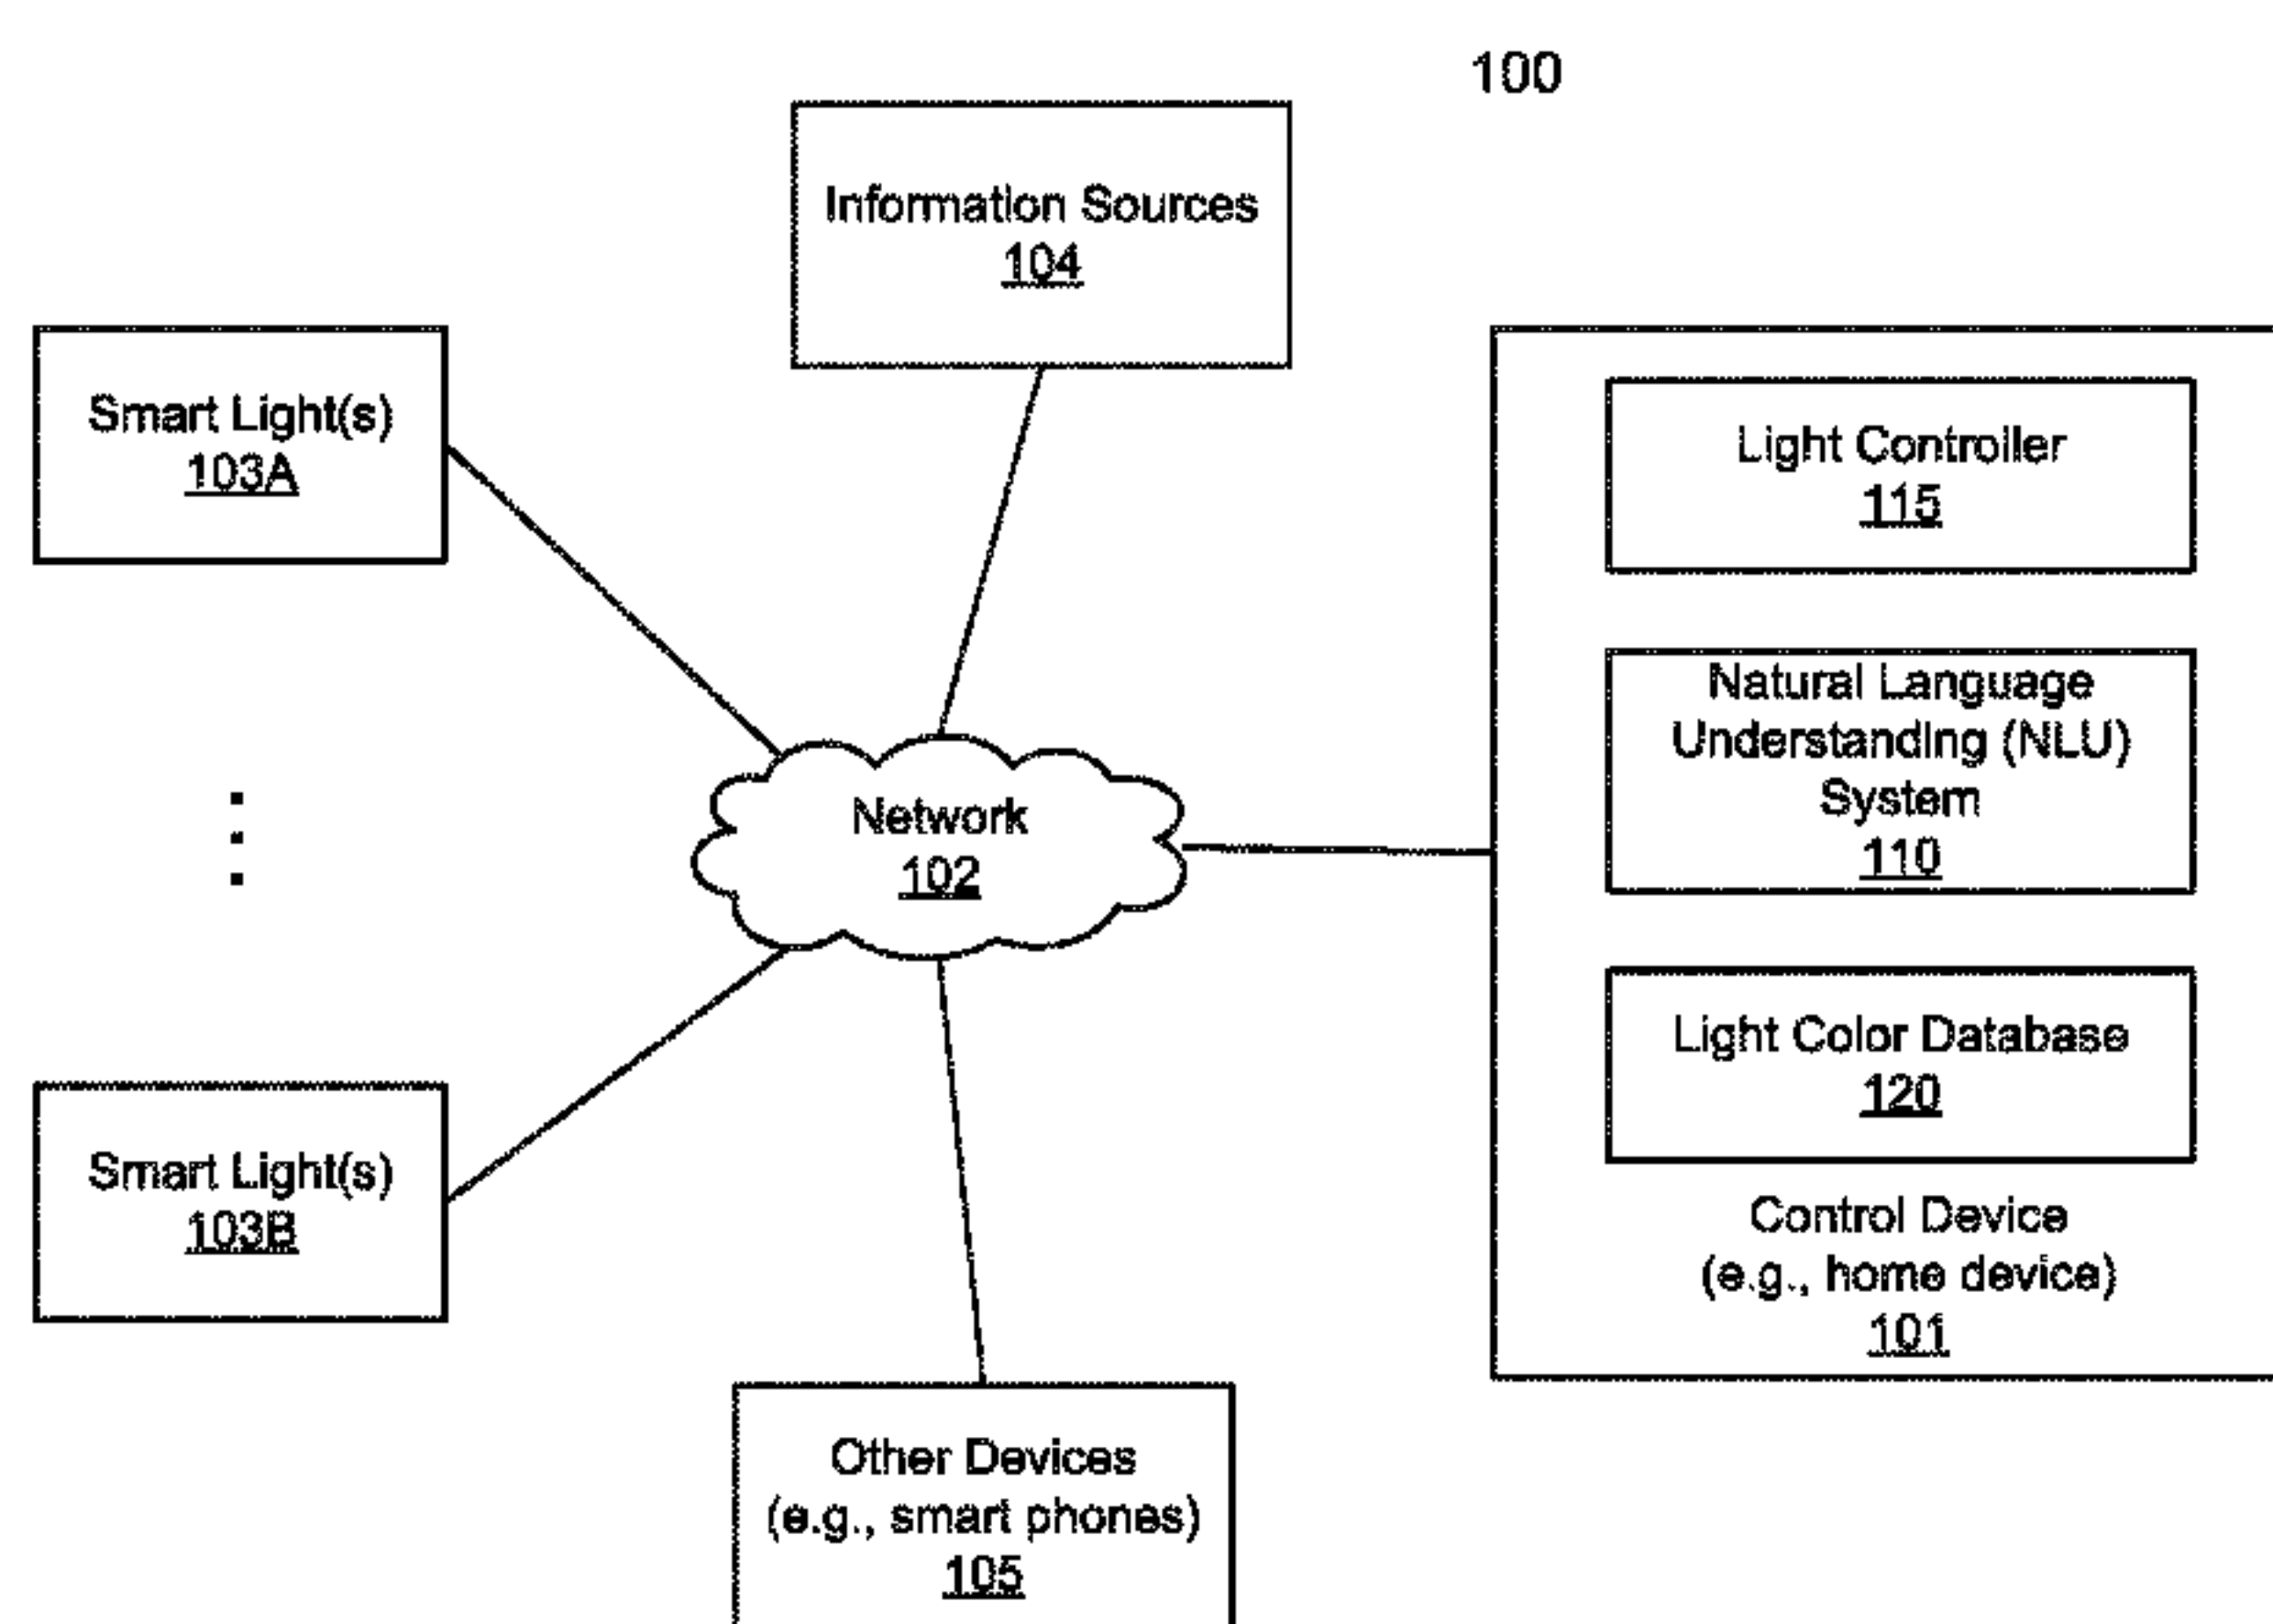 100
Information Sources
104
Smart Light(s)
103A
Light Controller
115
Natural Language
Understanding (NLU)
System
110
Network
102
Light Color Database
120
Smart Light(s)
103B
Control Device
(e.g., home device)
101
Other Devices
(e.g., smart phones)
105